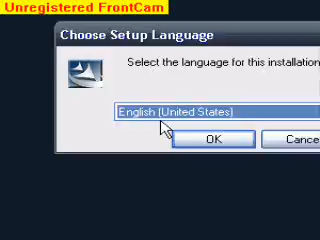 Unregistered FrontCam
Choose Setup Language
Select the language for this installation
English (United States)
OK
Cance